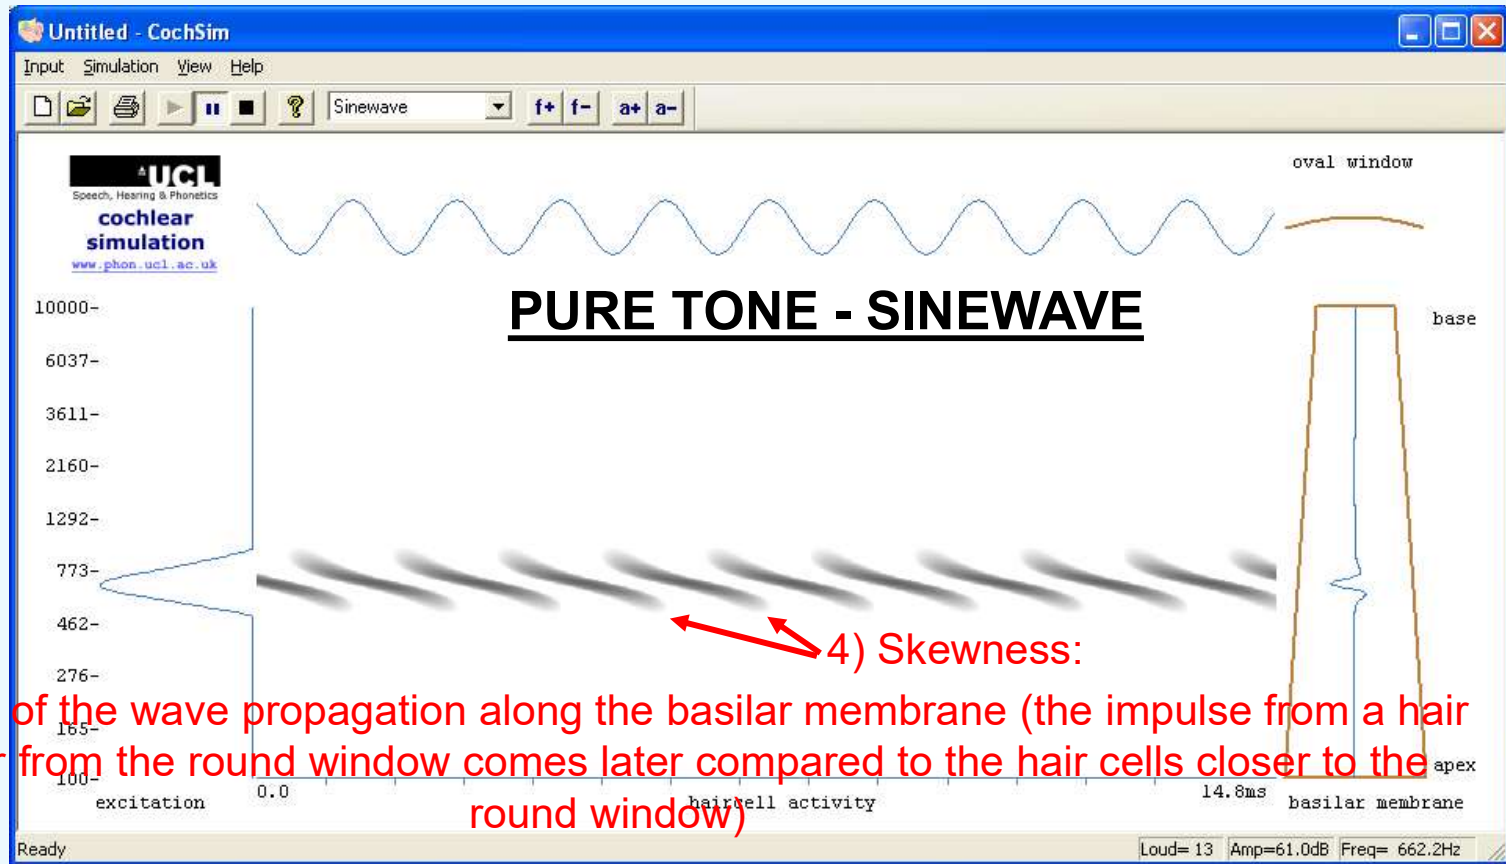 Untitled - CochSim
Input Simulation View Help
Sinewave f+ f- a+ a-
UCL
Speech, Hearing & Phonetics
cochlear
simulation
www.phon.ucl.ac.uk
oval window
PURE TONE - SINEWAVE
10000-
base
6037-
3611-
2160-
1292-
773-
462-
4) Skewness:
276-
of the wave propagation along the basilar membrane (the impulse from a hair
165-
from the round window comes later compared to the hair cells closer to the
100-
apex
round window)
excitation
0.0
haircell activity
14.8ms
basilar membrane
Ready
Loud= 13 Amp=61.0dB Freq= 662.2Hz